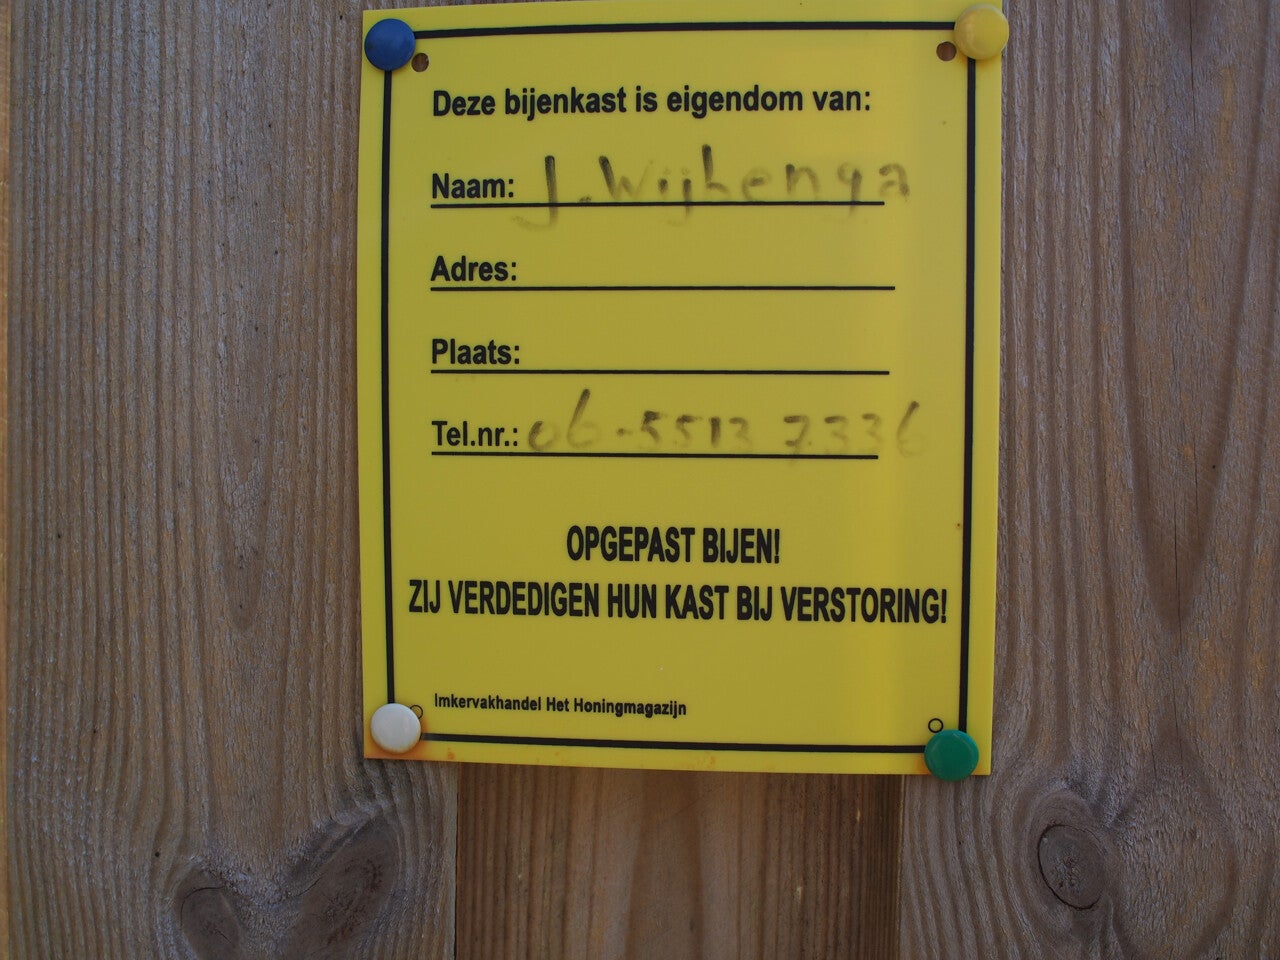 Deze bijenkast is eigendom van:
Naam: J. Wijbenga
Adres:
Plaats:
Tel.nr.: 06-5513 7336
OPGEPAST BIJEN!
ZIJ VERDEDIGEN HUN KAST BIJ VERSTORING!
Imkervakhandel Het Honingmagazijn